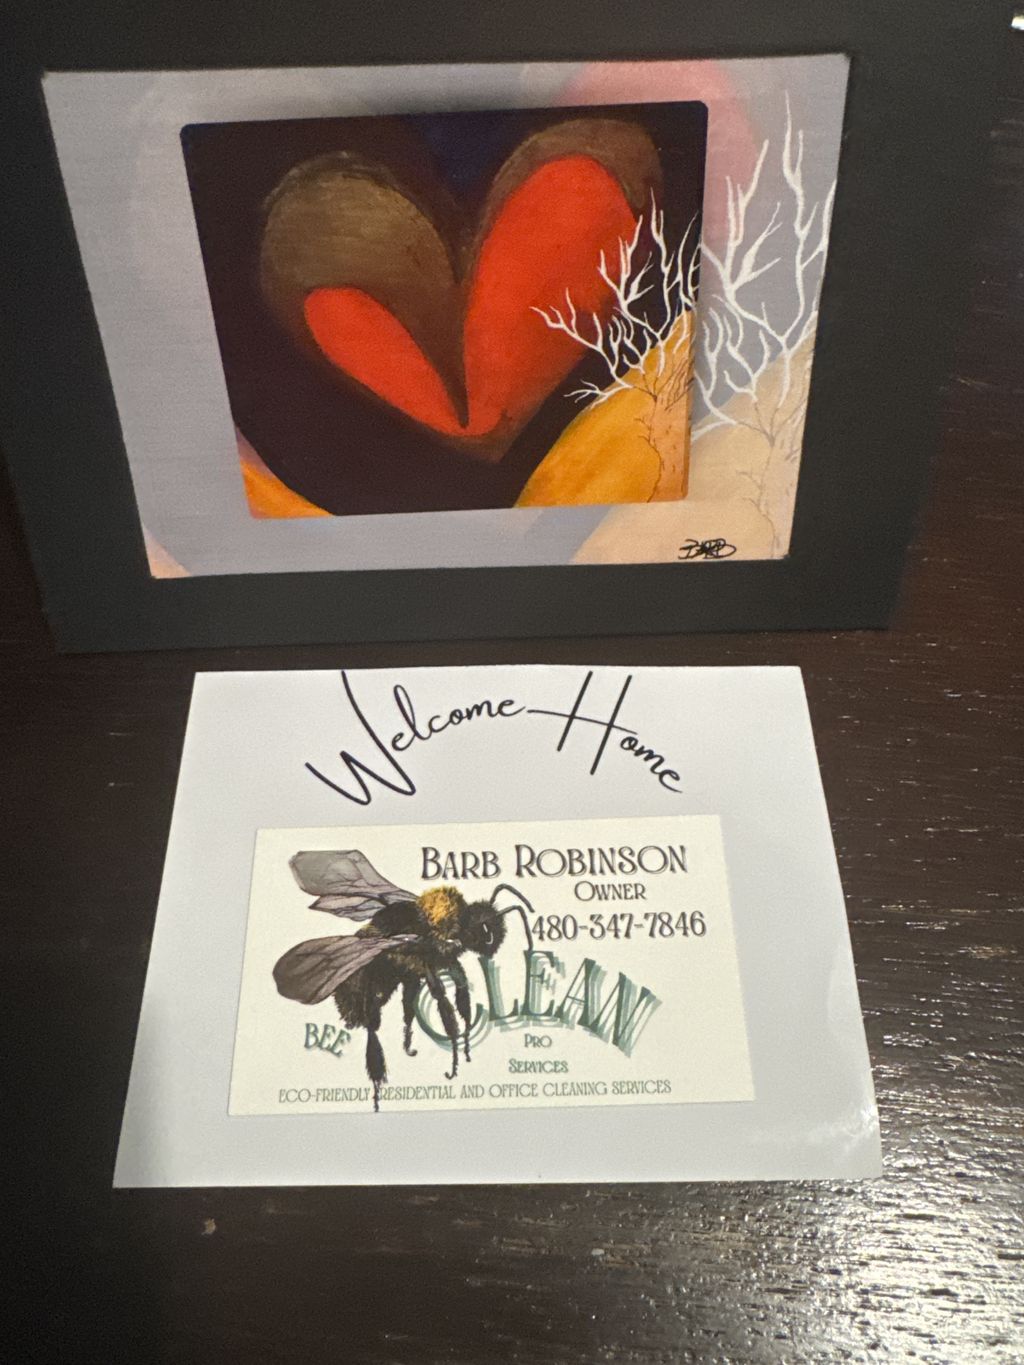 BARB
Welcome Home
BARB ROBINSON
OWNER
480-347-7846
BEE CLEAN
PRO
SERVICES
ECO-FRIENDLY RESIDENTIAL AND OFFICE CLEANING SERVICES